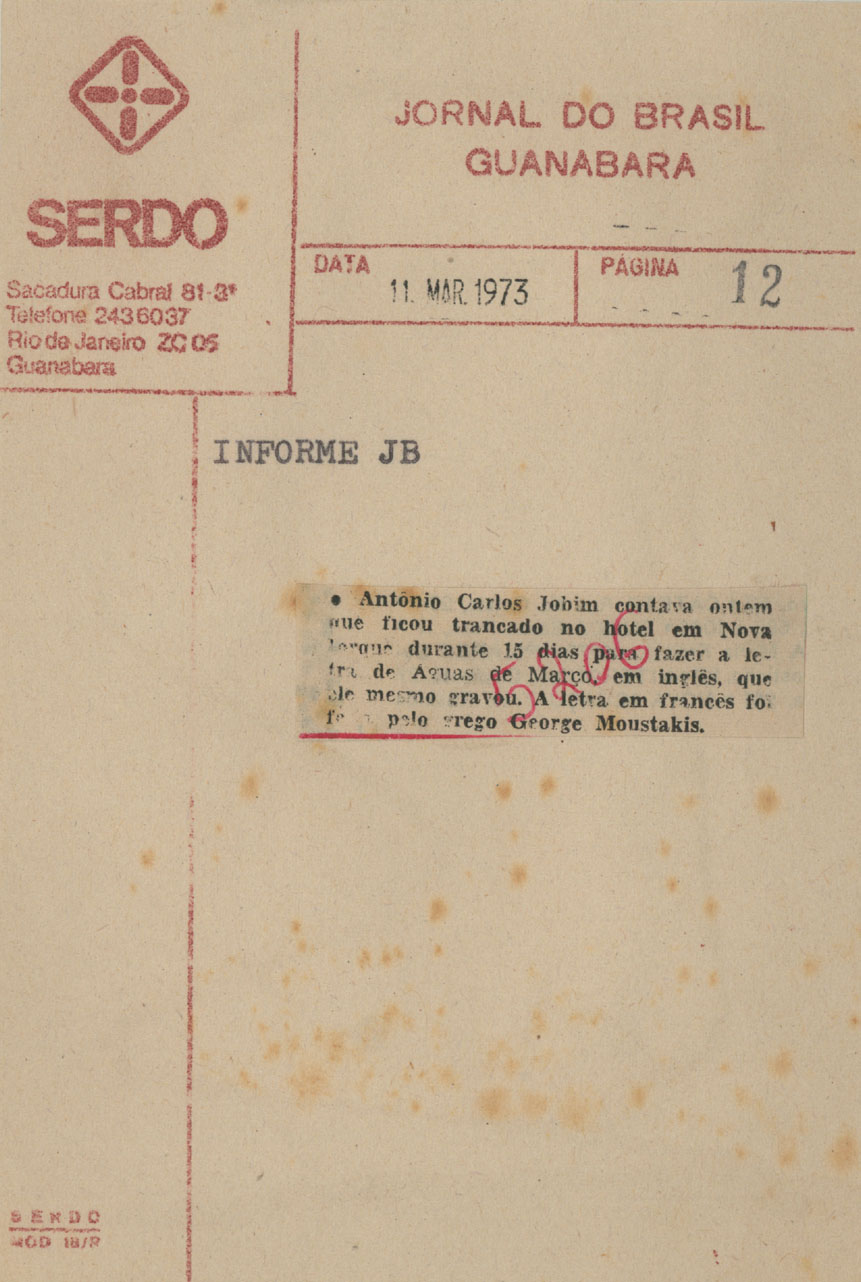 SERDO
Sacadura Cabral 81-3º
Telefone 243 6037
Rio de Janeiro ZC 05
Guanabara
JORNAL DO BRASIL
GUANABARA
DATA
11. MAR. 1973
PÁGINA
12
INFORME JB
• Antônio Carlos Jobim contava ontem
que ficou trancado no hotel em Nova
Iorque durante 15 dias para fazer a le-
tra de Aguas de Março, em inglês, que
ele mesmo gravou. A letra em francês foi
pelo grego George Moustakis.
SERDO
MOD 18/R